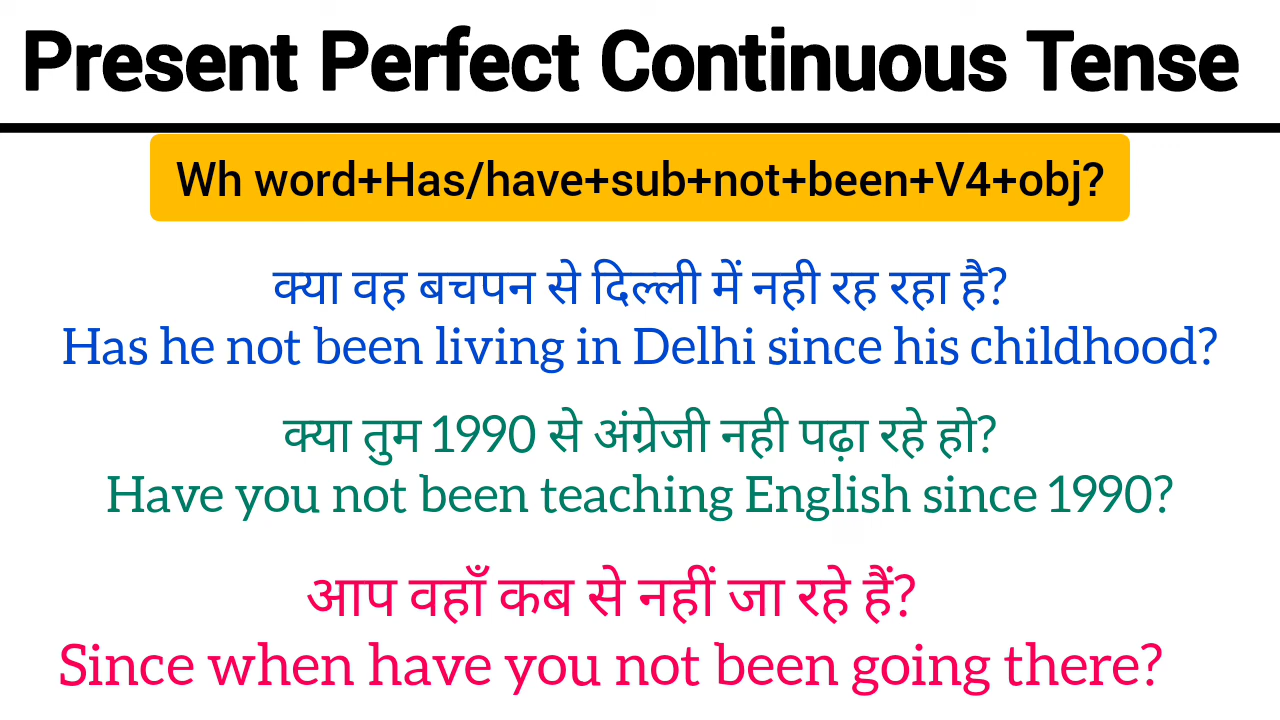 Present Perfect Continuous Tense
Wh word+Has/have+sub+not+been+V4+obj?
क्या वह बचपन से दिल्ली में नही रह रहा है?
Has he not been living in Delhi since his childhood?
क्या तुम 1990 से अंग्रेजी नही पढ़ा रहे हो?
Have you not been teaching English since 1990?
आप वहाँ कब से नहीं जा रहे हैं?
Since when have you not been going there?